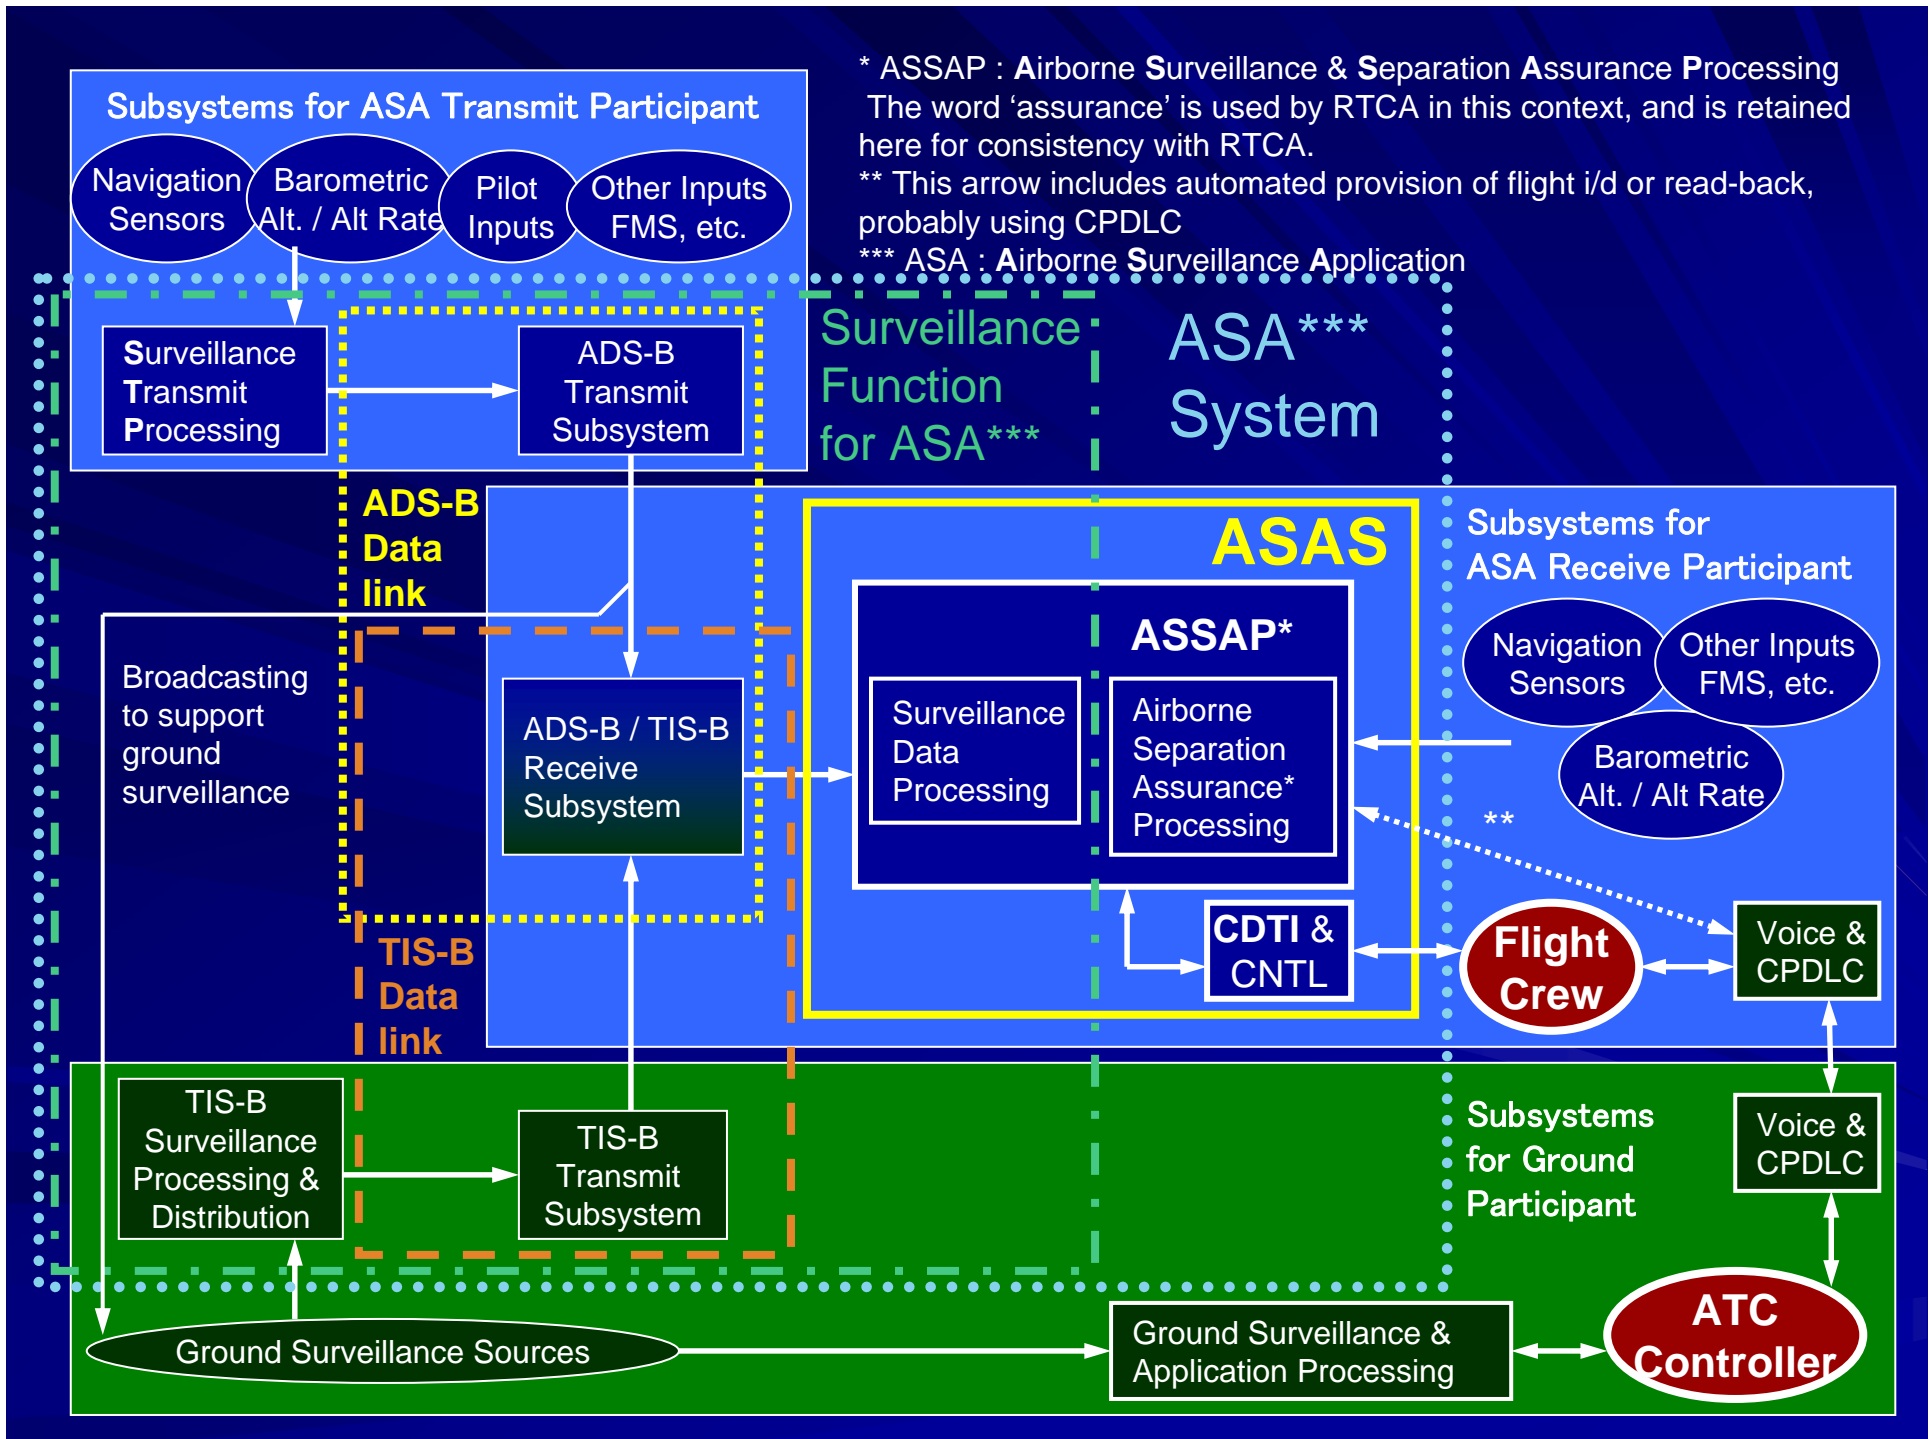 * ASSAP : Airborne Surveillance & Separation Assurance Processing
The word ‘assurance’ is used by RTCA in this context, and is retained
here for consistency with RTCA.
** This arrow includes automated provision of flight i/d or read-back,
probably using CPDLC
*** ASA : Airborne Surveillance Application
Subsystems for ASA Transmit Participant
Navigation
Sensors
Barometric
Alt. / Alt Rate
Pilot
Inputs
Other Inputs
FMS, etc.
Surveillance
Transmit
Processing
ADS-B
Transmit
Subsystem
Surveillance
Function
for ASA***
ASA***
System
ADS-B
Data
link
ASAS
Subsystems for
ASA Receive Participant
Broadcasting
to support
ground
surveillance
ADS-B / TIS-B
Receive
Subsystem
ASSAP*
Surveillance
Data
Processing
Airborne
Separation
Assurance*
Processing
Navigation
Sensors
Other Inputs
FMS, etc.
Barometric
Alt. / Alt Rate
**
CDTI &
CNTL
Flight
Crew
Voice &
CPDLC
TIS-B
Data
link
TIS-B
Surveillance
Processing &
Distribution
TIS-B
Transmit
Subsystem
Subsystems
for Ground
Participant
Voice &
CPDLC
Ground Surveillance Sources
Ground Surveillance &
Application Processing
ATC
Controller